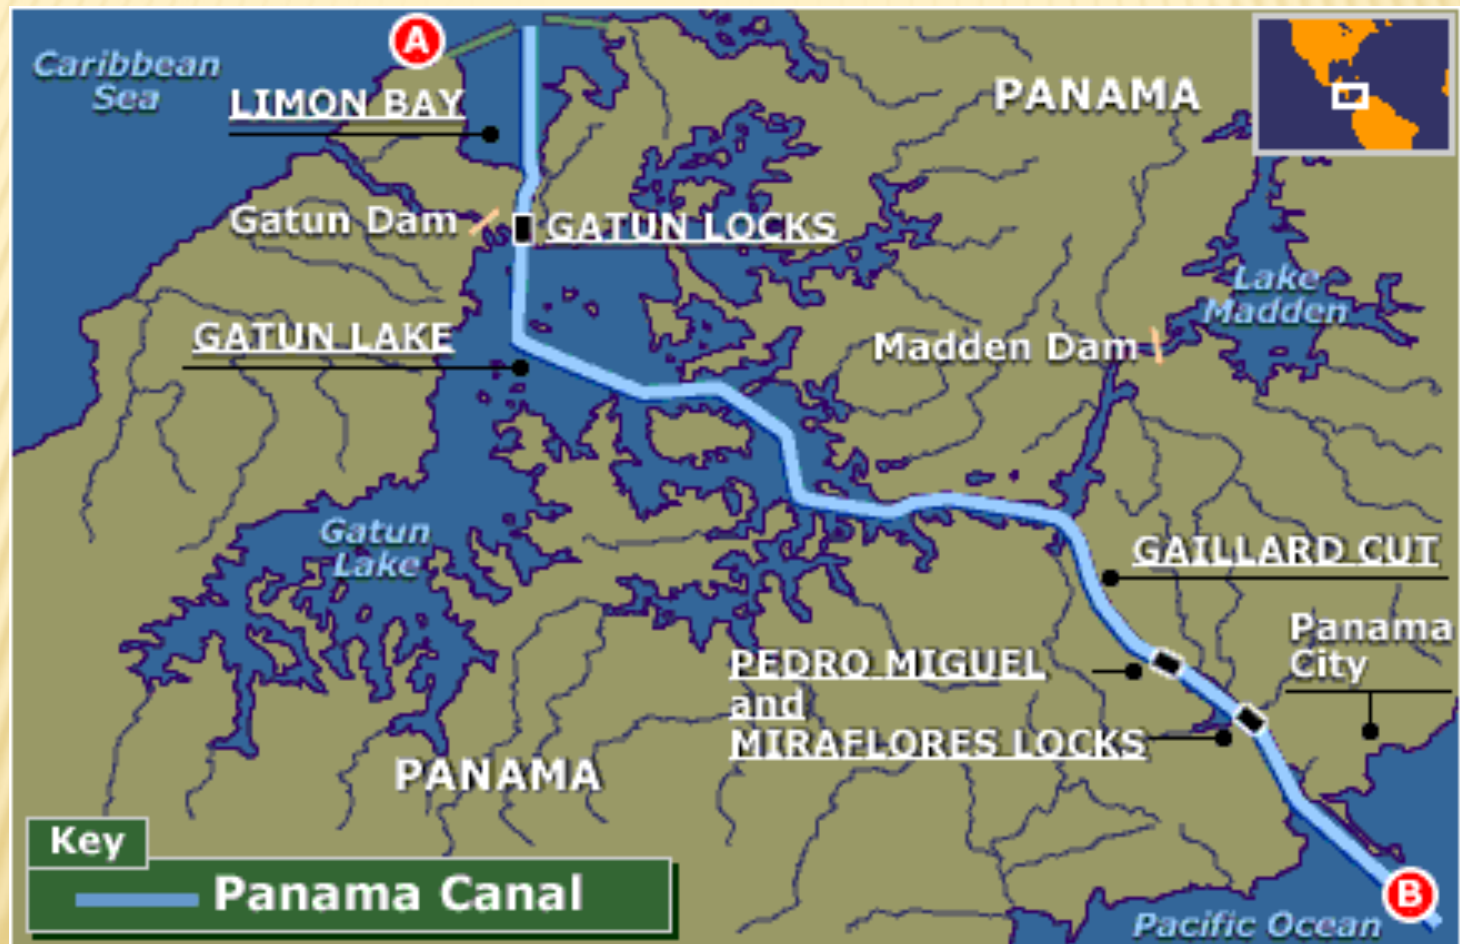 A
Caribbean
Sea
LIMON BAY
PANAMA
Gatun Dam
GATUN LOCKS
Lake
Madden
GATUN LAKE
Madden Dam
Gatun
Lake
GAILLARD CUT
Panama
City
PEDRO MIGUEL
and
MIRAFLORES LOCKS
PANAMA
Key
Panama Canal
B
Pacific Ocean